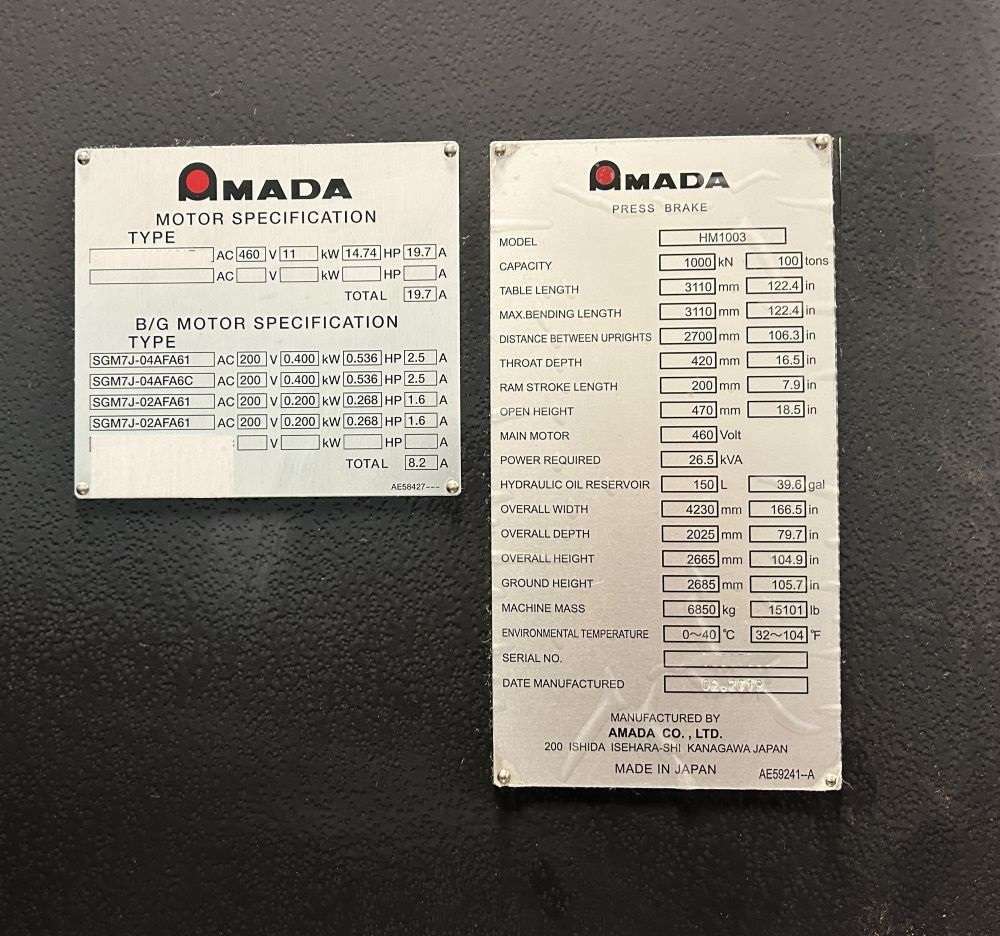 AMADA
MOTOR SPECIFICATION
TYPE
AC 460 V 11 kW 14.74 HP 19.7 A
AC V kW HP A
TOTAL 19.7 A
B/G MOTOR SPECIFICATION
TYPE
SGM7J-04AFA61 AC 200 V 0.400 kW 0.536 HP 2.5 A
SGM7J-04AFA6C AC 200 V 0.400 kW 0.536 HP 2.5 A
SGM7J-02AFA61 AC 200 V 0.200 kW 0.268 HP 1.6 A
SGM7J-02AFA61 AC 200 V 0.200 kW 0.268 HP 1.6 A
V kW HP A
TOTAL 8.2 A
AE58427---
AMADA
PRESS BRAKE
MODEL HM1003
CAPACITY 1000 kN 100 tons
TABLE LENGTH 3110 mm 122.4 in
MAX.BENDING LENGTH 3110 mm 122.4 in
DISTANCE BETWEEN UPRIGHTS 2700 mm 106.3 in
THROAT DEPTH 420 mm 16.5 in
RAM STROKE LENGTH 200 mm 7.9 in
OPEN HEIGHT 470 mm 18.5 in
MAIN MOTOR 460 Volt
POWER REQUIRED 26.5 kVA
HYDRAULIC OIL RESERVOIR 150 L 39.6 gal
OVERALL WIDTH 4230 mm 166.5 in
OVERALL DEPTH 2025 mm 79.7 in
OVERALL HEIGHT 2665 mm 104.9 in
GROUND HEIGHT 2685 mm 105.7 in
MACHINE MASS 6850 kg 15101 lb
ENVIRONMENTAL TEMPERATURE 0～40 ℃ 32～104 ℉
SERIAL NO.
DATE MANUFACTURED
MANUFACTURED BY
AMADA CO., LTD.
200 ISHIDA ISEHARA-SHI KANAGAWA JAPAN
MADE IN JAPAN
AE59241--A